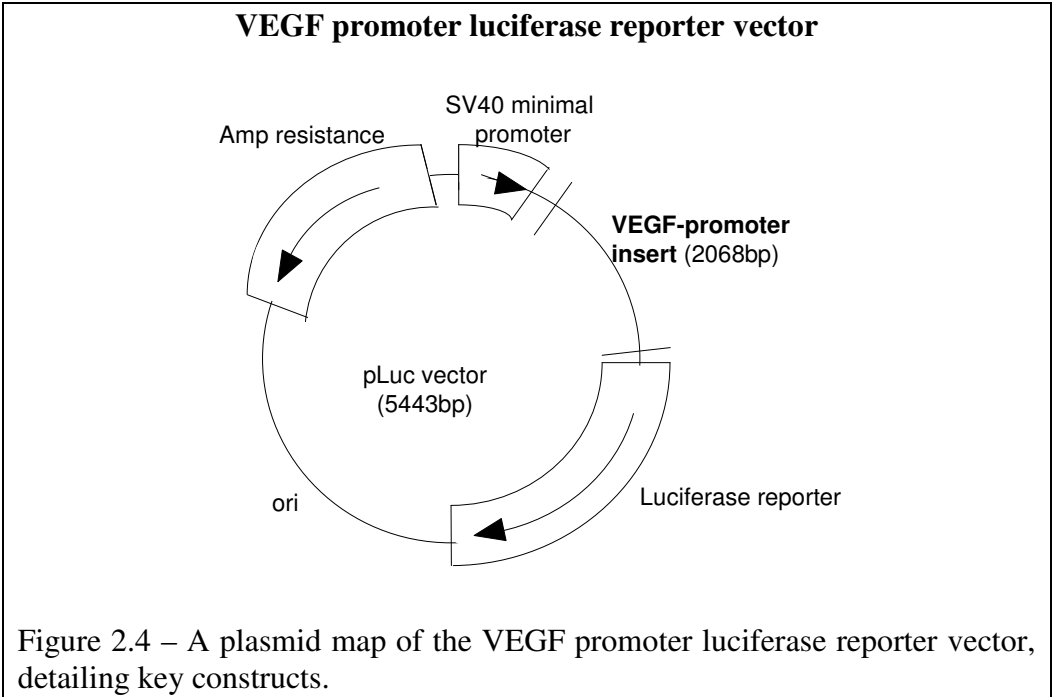 VEGF promoter luciferase reporter vector
SV40 minimal
promoter
Amp resistance
VEGF-promoter
insert (2068bp)
pLuc vector
(5443bp)
ori
Luciferase reporter
Figure 2.4 – A plasmid map of the VEGF promoter luciferase reporter vector,
detailing key constructs.